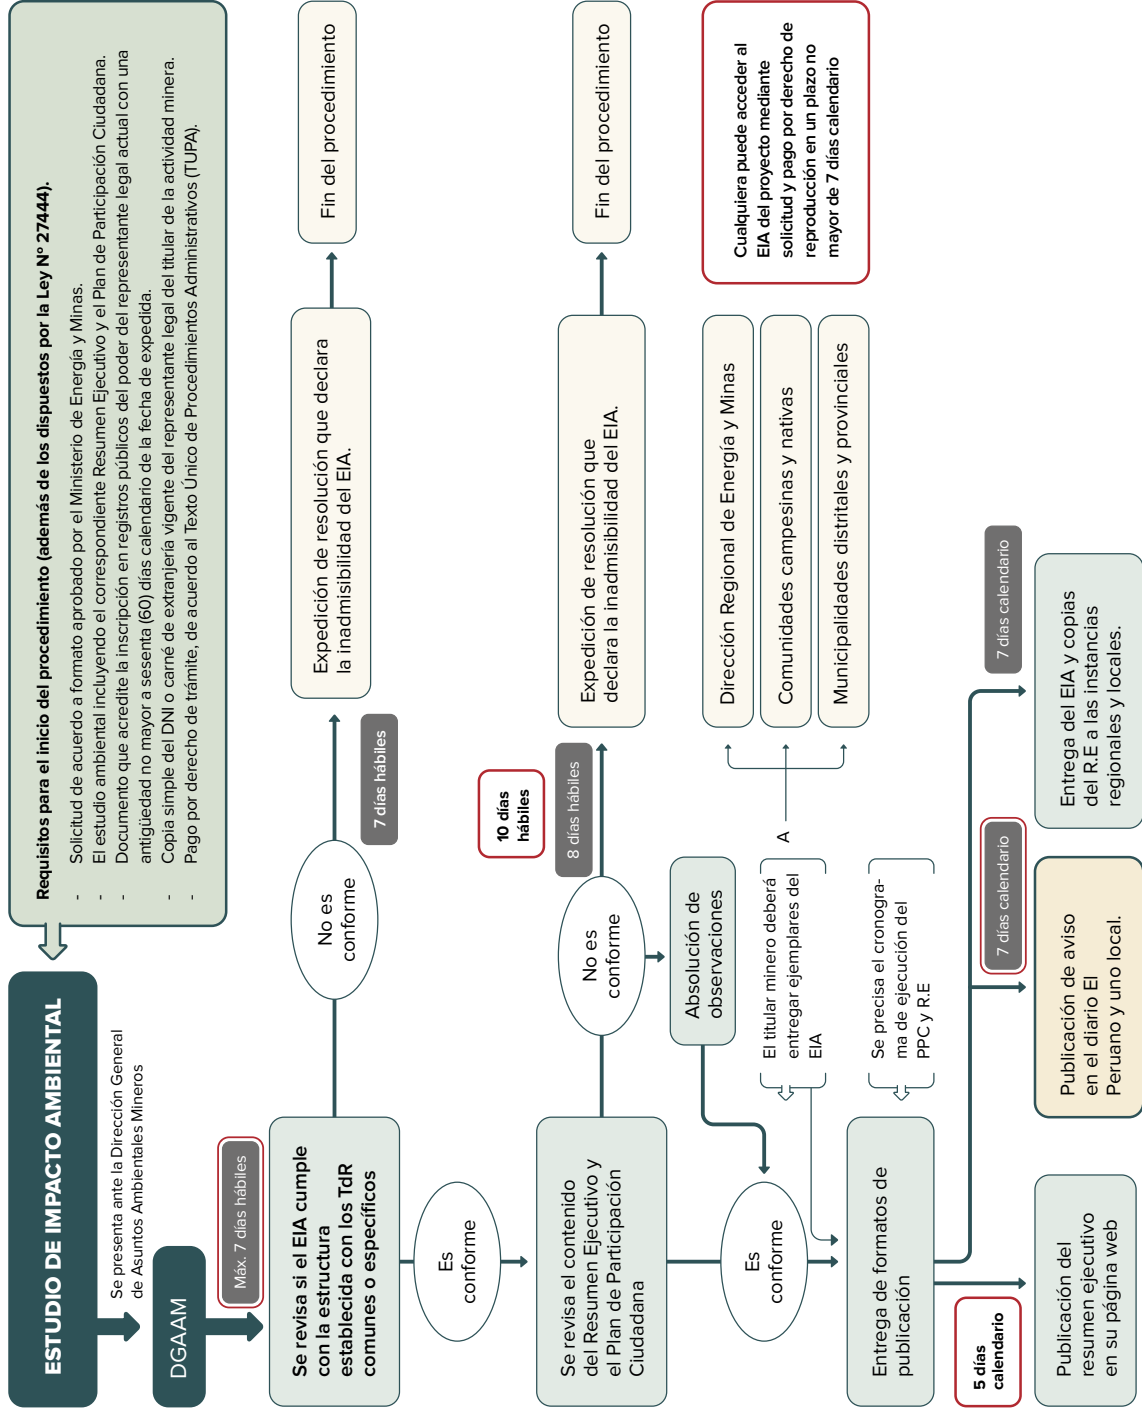 ESTUDIO DE IMPACTO AMBIENTAL
Requisitos para el inicio del procedimiento (además de los dispuestos por la Ley Nº 27444).
- Solicitud de acuerdo a formato aprobado por el Ministerio de Energía y Minas.
- El estudio ambiental incluyendo el correspondiente Resumen Ejecutivo y el Plan de Participación Ciudadana.
- Documento que acredite la inscripción en registros públicos del poder del representante legal actual con una
antigüedad no mayor a sesenta (60) días calendario de la fecha de expedida.
- Copia simple del DNI o carné de extranjería vigente del representante legal del titular de la actividad minera.
- Pago por derecho de trámite, de acuerdo al Texto Único de Procedimientos Administrativos (TUPA).
Se presenta ante la Dirección General
de Asuntos Ambientales Mineros
DGAAM
Máx. 7 días hábiles
Se revisa si el EIA cumple
con la estructura
establecida con los TdR
comunes o específicos
No es
conforme
7 días hábiles
Expedición de resolución que declara
la inadmisibilidad del EIA.
Fin del procedimiento
Es
conforme
Se revisa el contenido
del Resumen Ejecutivo y
el Plan de Participación
Ciudadana
No es
conforme
10 días
hábiles
8 días hábiles
Expedición de resolución que
declara la inadmisibilidad del EIA.
Fin del procedimiento
Absolución de
observaciones
Es
conforme
El titular minero deberá
entregar ejemplares del
EIA
A
Dirección Regional de Energía y Minas
Comunidades campesinas y nativas
Municipalidades distritales y provinciales
Cualquiera puede acceder al
EIA del proyecto mediante
solicitud y pago por derecho de
reproducción en un plazo no
mayor de 7 días calendario
Entrega de formatos de
publicación
Se precisa el cronogra-
ma de ejecución del
PPC y R.E
5 días
calendario
7 días calendario
7 días calendario
Publicación del
resumen ejecutivo
en su página web
Publicación de aviso
en el diario El
Peruano y uno local.
Entrega del EIA y copias
del R.E a las instancias
regionales y locales.